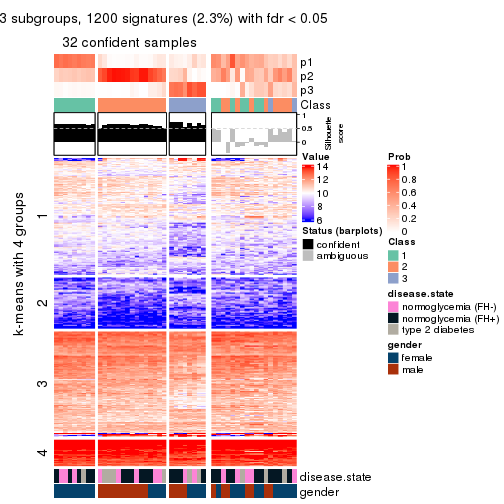 3 subgroups, 1200 signatures (2.3%) with fdr < 0.05
32 confident samples
p1
p2
p3
Class
1
0.5
0
Silhouette
score
k-means with 4 groups
1
2
3
4
disease.state
gender
Value
14
12
10
8
6
Status (barplots)
confident
ambiguous
Prob
1
0.8
0.6
0.4
0.2
0
Class
1
2
3
disease.state
normoglycemia (FH-)
normoglycemia (FH+)
type 2 diabetes
gender
female
male